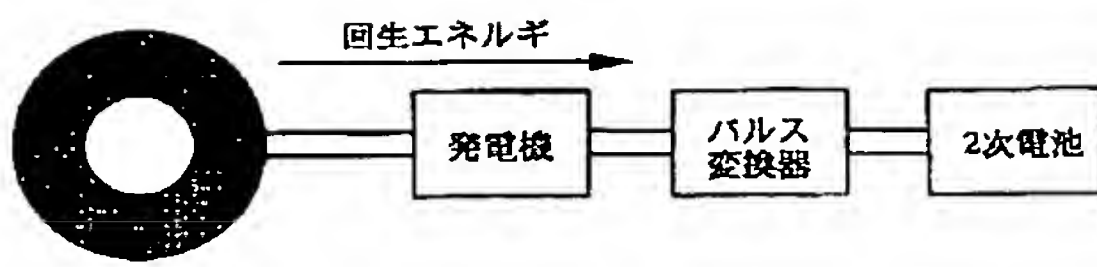 回生エネルギ
発電機
パルス
変換器
2次電池